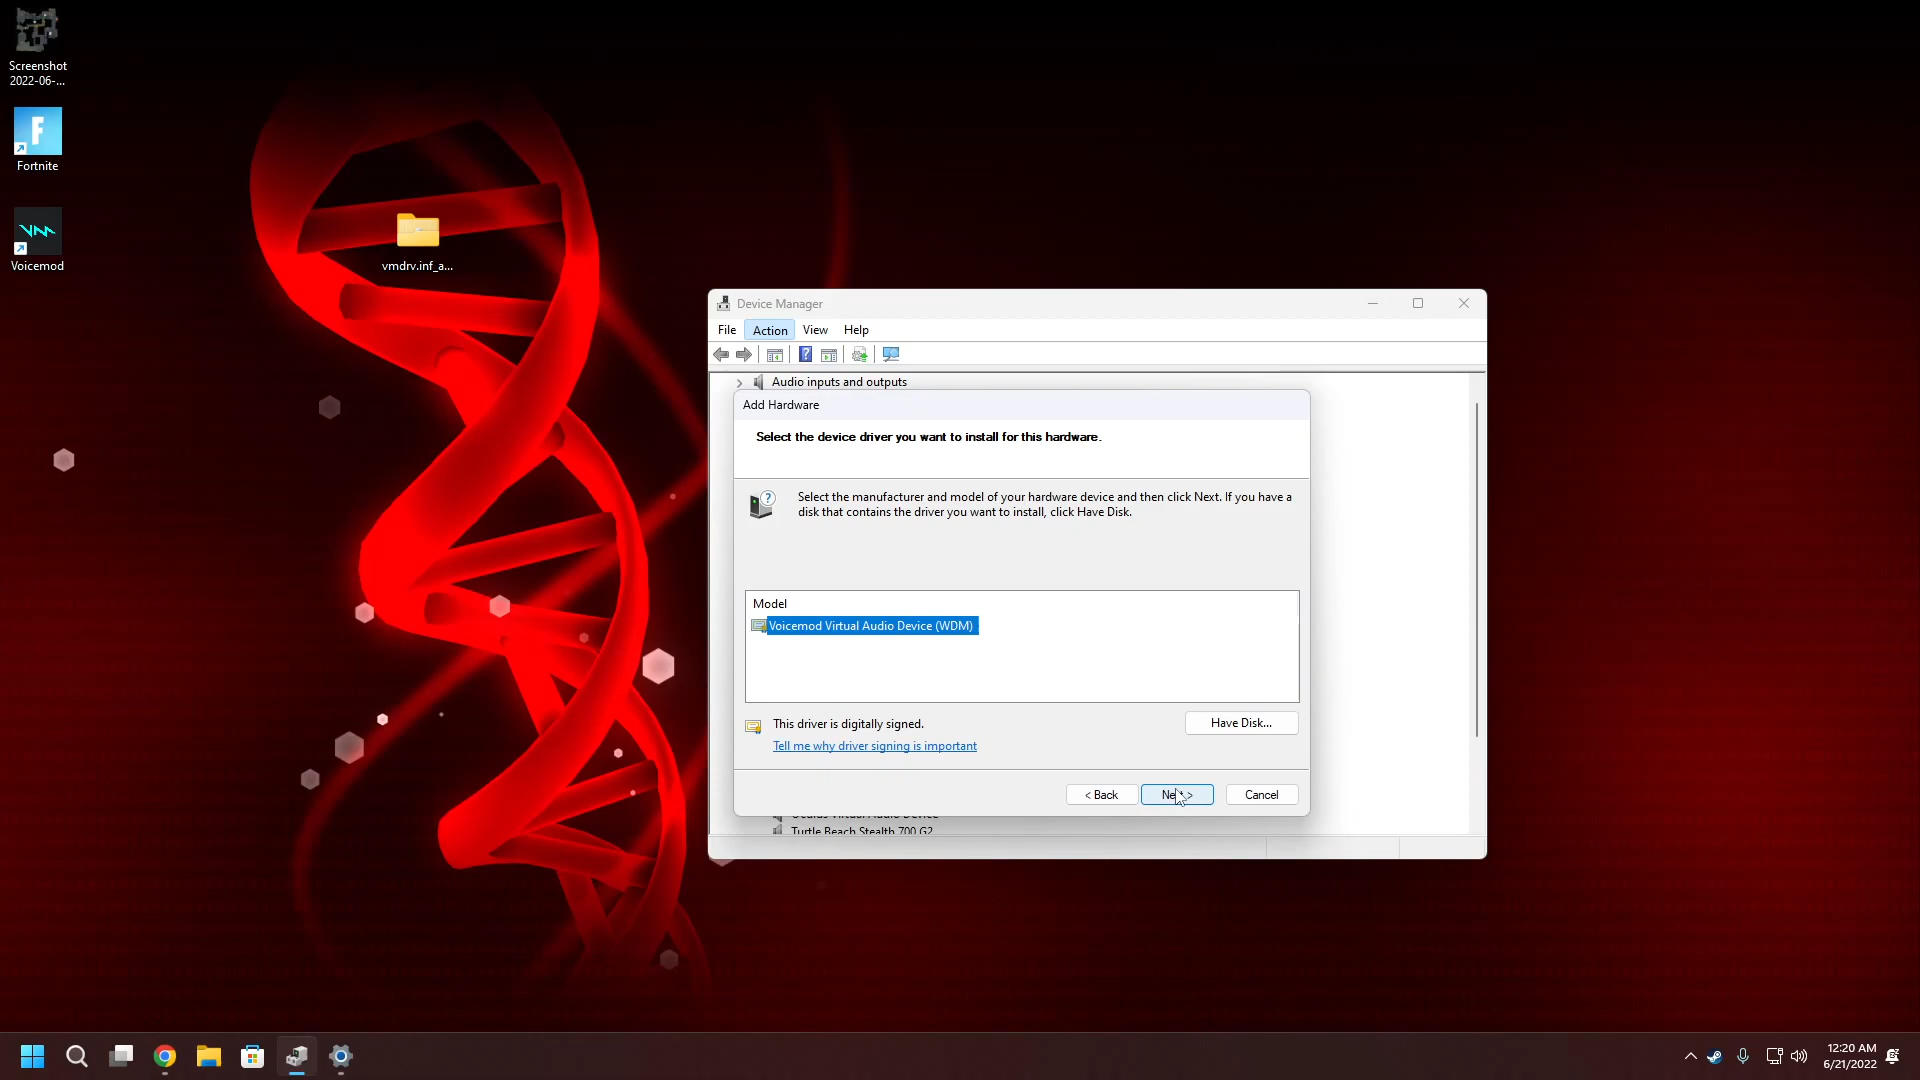 Screenshot
2022-06-...
Fortnite
Voicemod
vmdrv.inf_a...
Device Manager
File Action View Help
Audio inputs and outputs
Add Hardware
Select the device driver you want to install for this hardware.
Select the manufacturer and model of your hardware device and then click Next. If you have a
disk that contains the driver you want to install, click Have Disk.
Model
Voicemod Virtual Audio Device (WDM)
This driver is digitally signed.
Have Disk...
Tell me why driver signing is important
< Back
Cancel
Oculus Virtual Audio Device
Turtle Beach Stealth 700 G2
12:20 AM
6/21/2022